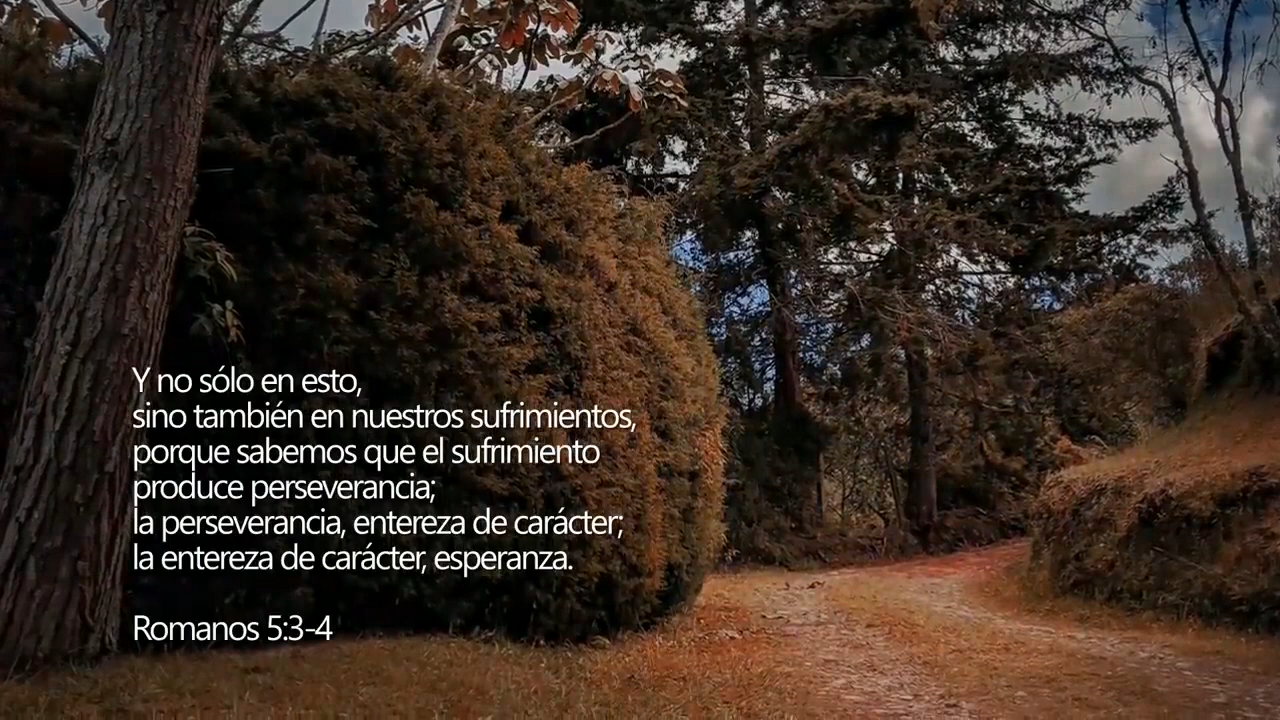 Y no sólo en esto,
sino también en nuestros sufrimientos,
porque sabemos que el sufrimiento
produce perseverancia;
la perseverancia, entereza de carácter;
la entereza de carácter, esperanza.
Romanos 5:3-4